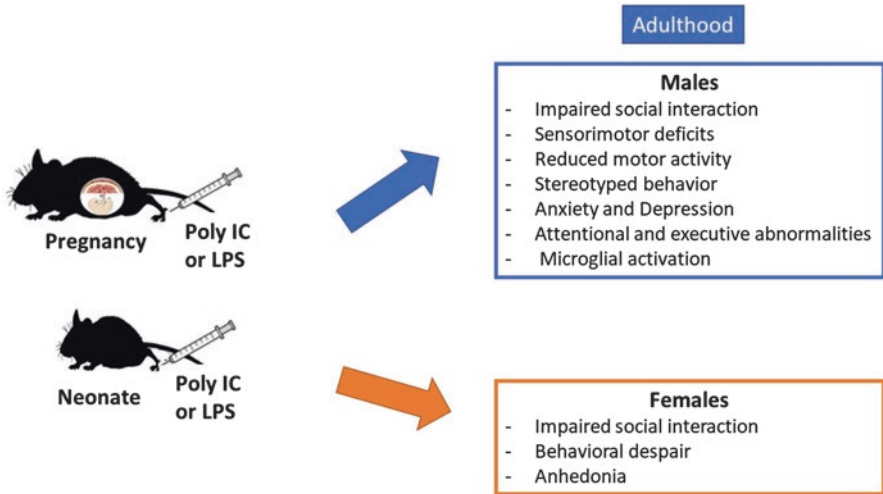 Adulthood
Pregnancy
Poly IC
or LPS
Neonate
Poly IC
or LPS
Males
- Impaired social interaction
- Sensorimotor deficits
- Reduced motor activity
- Stereotyped behavior
- Anxiety and Depression
- Attentional and executive abnormalities
- Microglial activation
Females
- Impaired social interaction
- Behavioral despair
- Anhedonia